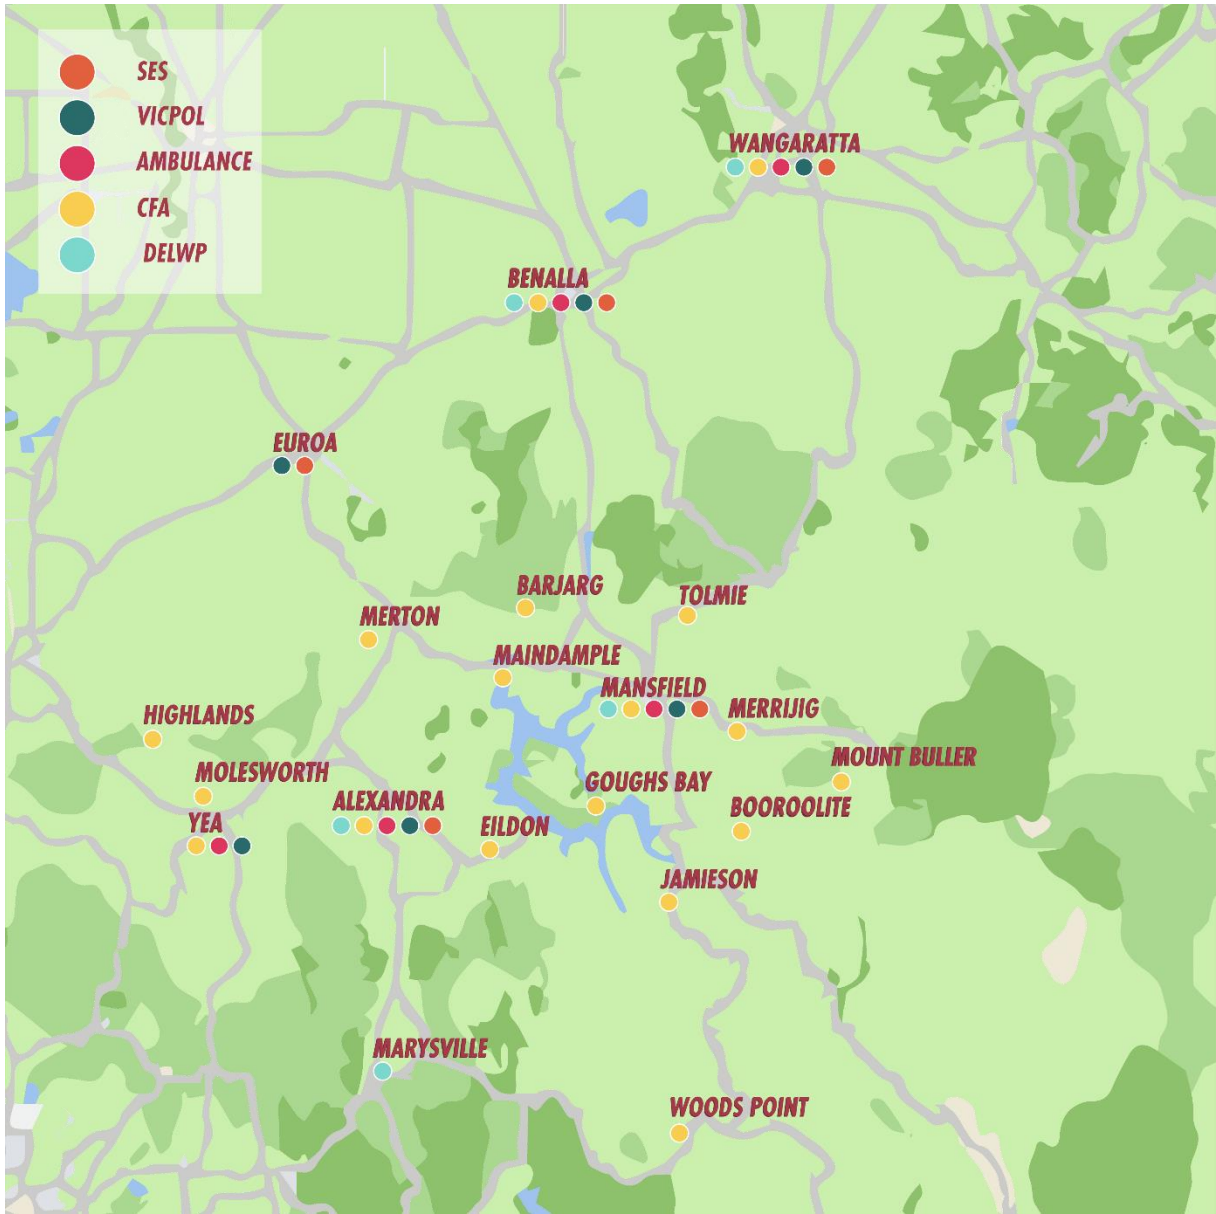 SES
VICPOL
AMBULANCE
CFA
DELWP
WANGARATTA
BENALLA
EUROA
BARJARG
TOLMIE
MERTON
MAINDAMPLE
MANSFIELD
MERRIJIG
HIGHLANDS
MOUNT BULLER
MOLESWORTH
GOUGHS BAY
ALEXANDRA
BOOROOLITE
YEA
EILDON
JAMIESON
MARYSVILLE
WOODS POINT